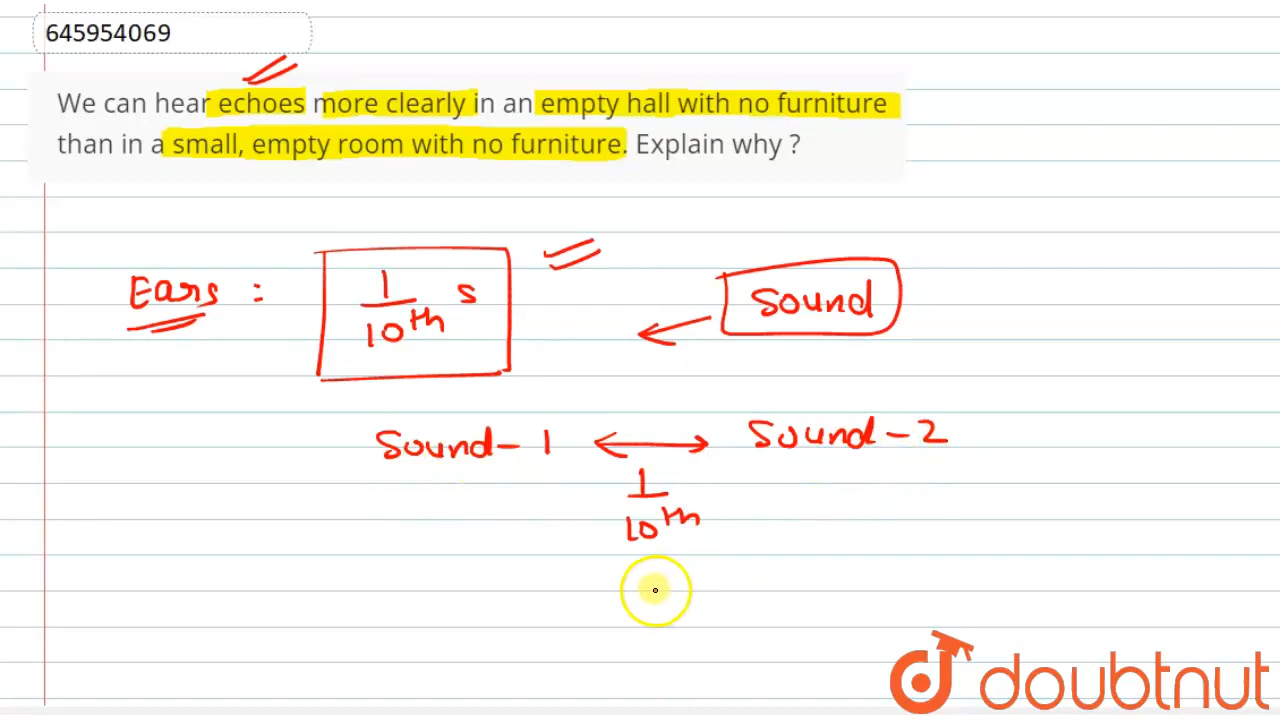 645954069
We can hear echoes more clearly in an empty hall with no furniture
than in a small, empty room with no furniture. Explain why ?
Ears : 1/10th s
Sound
Sound-1 ↔ Sound-2
1/10th
doubtnut